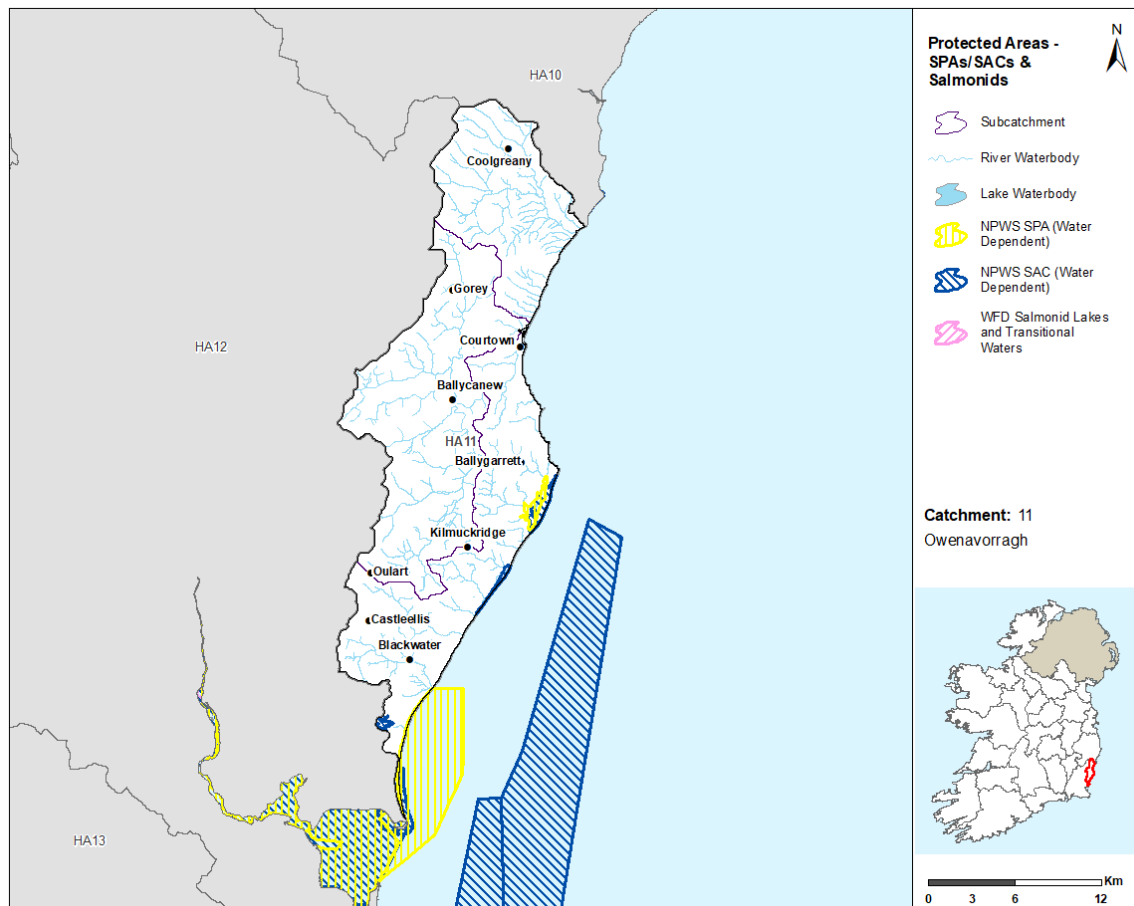 HA10
Coolgreany
Gorey
Courtown
HA12
Ballycanew
HA11
Ballygarrett
Kilmuckridge
Oulart
Castleellis
Blackwater
HA13
Protected Areas -
SPAs/SACs &
Salmonids
N
Subcatchment
River Waterbody
Lake Waterbody
NPWS SPA (Water
Dependent)
NPWS SAC (Water
Dependent)
WFD Salmonid Lakes
and Transitional
Waters
Catchment: 11
Owenavorragh
Km
0 3 6 12